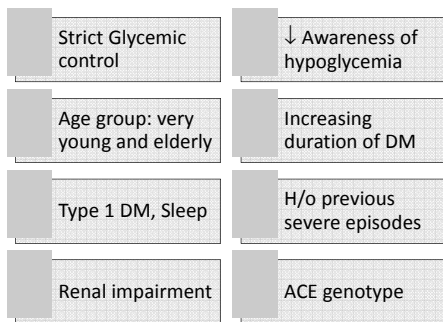 Strict Glycemic
control
↓ Awareness of
hypoglycemia
Age group: very
young and elderly
Increasing
duration of DM
Type 1 DM, Sleep
H/o previous
severe episodes
Renal impairment
ACE genotype